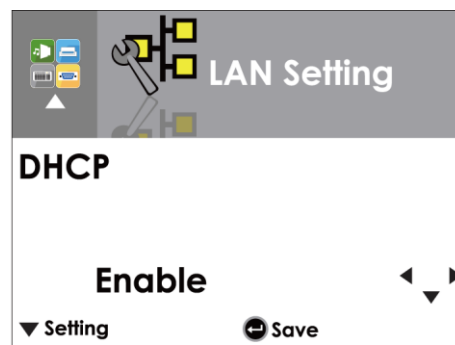 LAN Setting
DHCP
Enable
Setting
Save